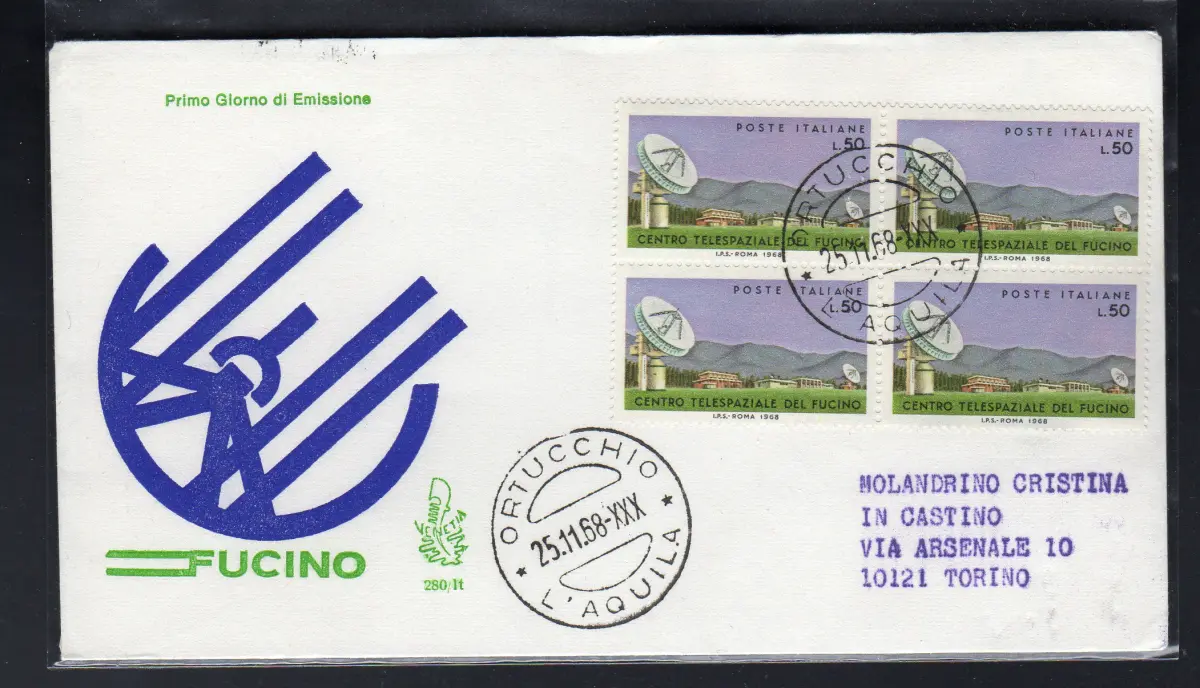 Primo Giorno di Emissione
POSTE ITALIANE
L.50
CENTRO TELESPAZIALE DEL FUCINO
I.P.S.-ROMA 1968
POSTE ITALIANE
L.50
CENTRO TELESPAZIALE DEL FUCINO
I.P.S.-ROMA 1968
ORTUCCHIO
25.11.68-XXX
L'AQUILA
POSTE ITALIANE
L.50
CENTRO TELESPAZIALE DEL FUCINO
I.P.S.-ROMA 1968
POSTE ITALIANE
L.50
CENTRO TELESPAZIALE DEL FUCINO
I.P.S.-ROMA 1968
FUCINO
280/It
ORTUCCHIO
25.11.68-XXX
L'AQUILA
MOLANDRINO CRISTINA
IN CASTINO
VIA ARSENALE 10
10121 TORINO